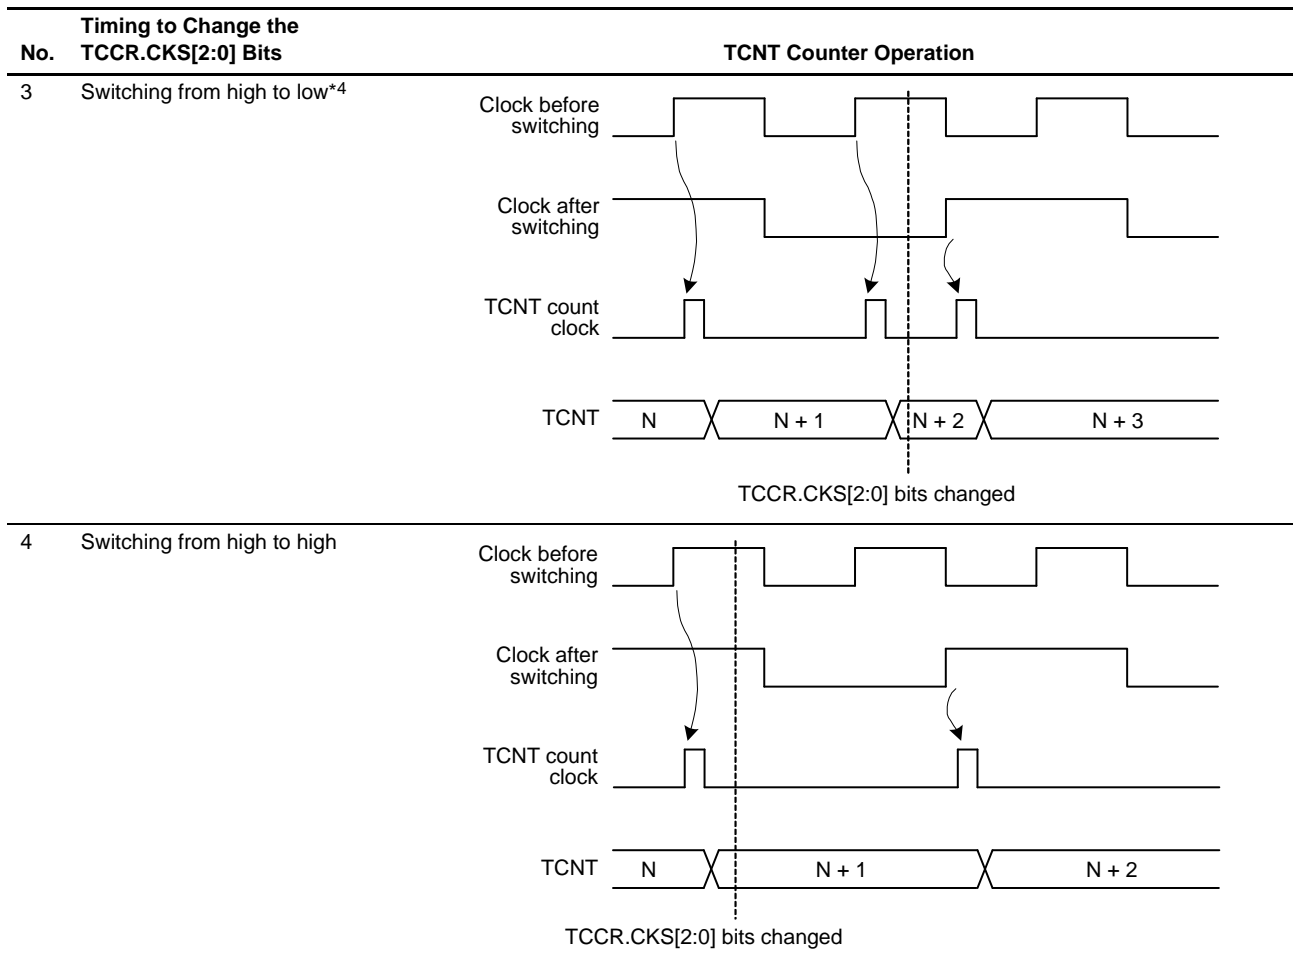 No. Timing to Change the TCCR.CKS[2:0] Bits TCNT Counter Operation
3 Switching from high to low*4
Clock before
switching
Clock after
switching
TCNT count
clock
TCNT N N + 1 N + 2 N + 3
TCCR.CKS[2:0] bits changed
4 Switching from high to high
Clock before
switching
Clock after
switching
TCNT count
clock
TCNT N N + 1 N + 2
TCCR.CKS[2:0] bits changed